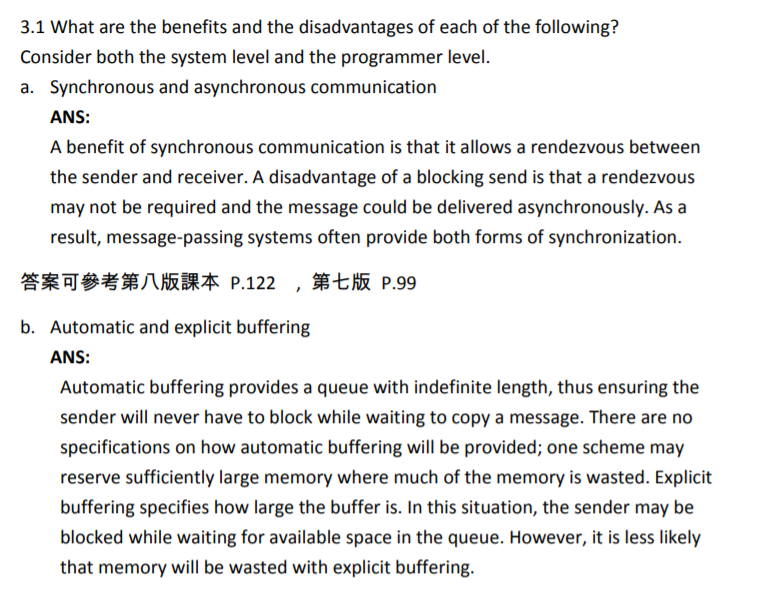 3.1 What are the benefits and the disadvantages of each of the following?
Consider both the system level and the programmer level.
a. Synchronous and asynchronous communication
ANS:
A benefit of synchronous communication is that it allows a rendezvous between
the sender and receiver. A disadvantage of a blocking send is that a rendezvous
may not be required and the message could be delivered asynchronously. As a
result, message-passing systems often provide both forms of synchronization.
答案可參考第八版課本 P.122 , 第七版 P.99
b. Automatic and explicit buffering
ANS:
Automatic buffering provides a queue with indefinite length, thus ensuring the
sender will never have to block while waiting to copy a message. There are no
specifications on how automatic buffering will be provided; one scheme may
reserve sufficiently large memory where much of the memory is wasted. Explicit
buffering specifies how large the buffer is. In this situation, the sender may be
blocked while waiting for available space in the queue. However, it is less likely
that memory will be wasted with explicit buffering.